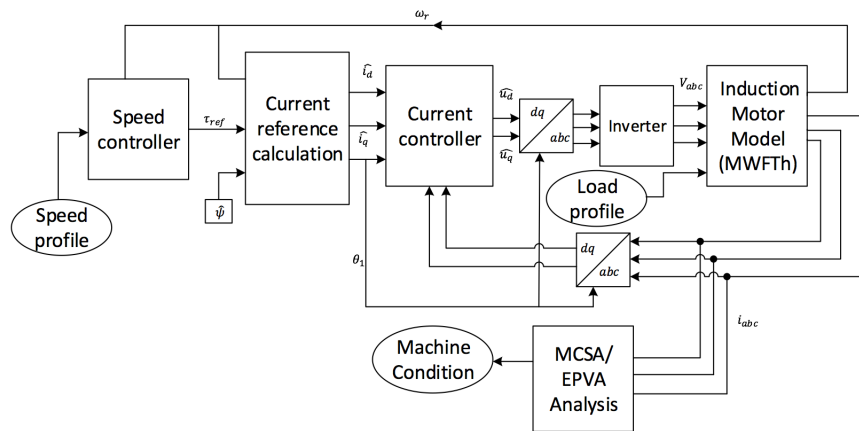 ω_r
Speed
controller
τ_ref
Current
reference
calculation
î_d
î_q
Current
controller
û_d
û_q
dq
abc
Inverter
V_abc
Induction
Motor
Model
(MWFTh)
Speed
profile
ψ̂
Load
profile
θ_1
dq
abc
i_abc
Machine
Condition
MCSA/
EPVA
Analysis